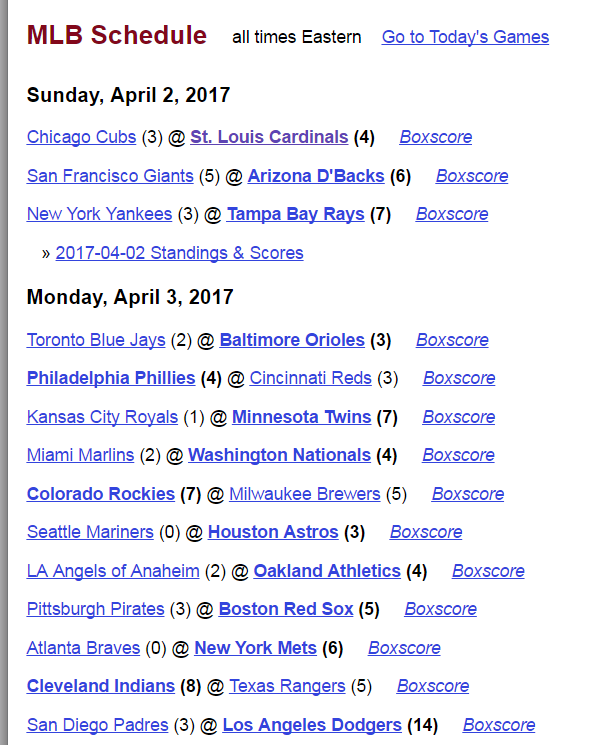 MLB Schedule all times Eastern Go to Today's Games
Sunday, April 2, 2017
Chicago Cubs (3) @ St. Louis Cardinals (4) Boxscore
San Francisco Giants (5) @ Arizona D'Backs (6) Boxscore
New York Yankees (3) @ Tampa Bay Rays (7) Boxscore
» 2017-04-02 Standings & Scores
Monday, April 3, 2017
Toronto Blue Jays (2) @ Baltimore Orioles (3) Boxscore
Philadelphia Phillies (4) @ Cincinnati Reds (3) Boxscore
Kansas City Royals (1) @ Minnesota Twins (7) Boxscore
Miami Marlins (2) @ Washington Nationals (4) Boxscore
Colorado Rockies (7) @ Milwaukee Brewers (5) Boxscore
Seattle Mariners (0) @ Houston Astros (3) Boxscore
LA Angels of Anaheim (2) @ Oakland Athletics (4) Boxscore
Pittsburgh Pirates (3) @ Boston Red Sox (5) Boxscore
Atlanta Braves (0) @ New York Mets (6) Boxscore
Cleveland Indians (8) @ Texas Rangers (5) Boxscore
San Diego Padres (3) @ Los Angeles Dodgers (14) Boxscore